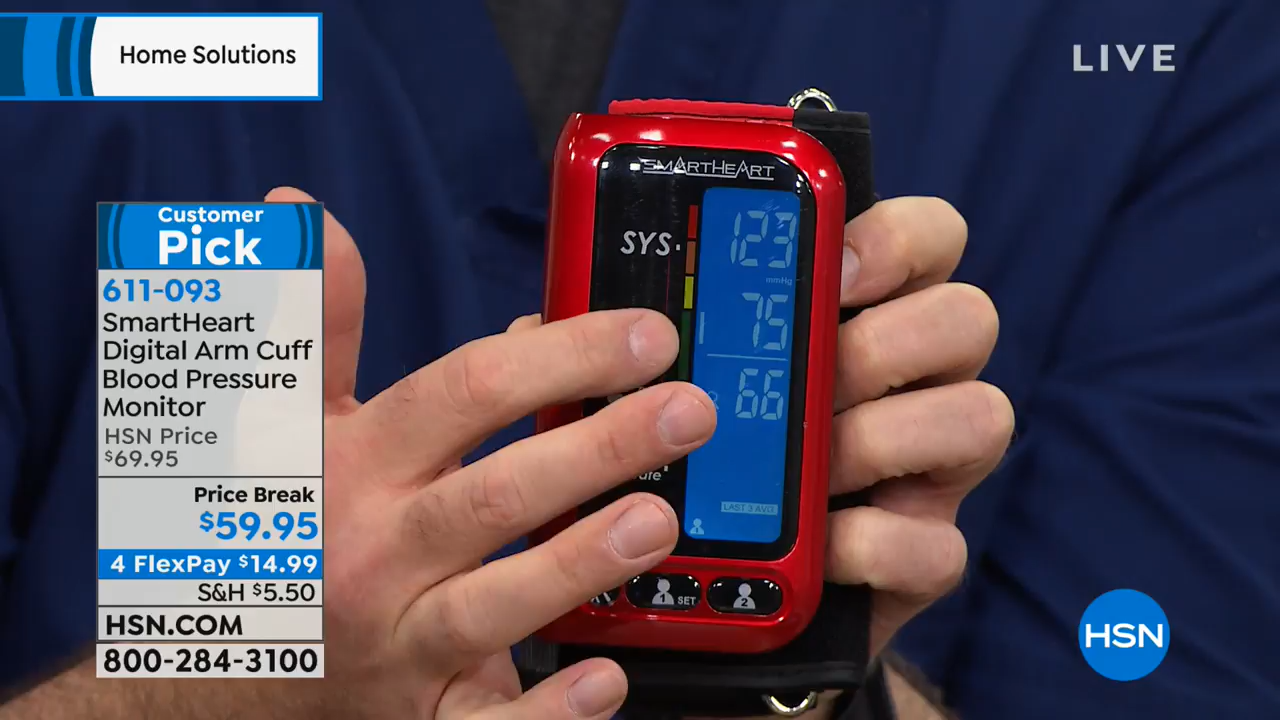 Home Solutions
LIVE
Customer
Pick
611-093
SmartHeart
Digital Arm Cuff
Blood Pressure
Monitor
HSN Price
$69.95
Price Break
$59.95
4 FlexPay $14.99
S&H $5.50
HSN.COM
800-284-3100
SMARTHEART
SYS.
123
mmHg
75
66
LAST 3 AVG
1 SET
2
HSN